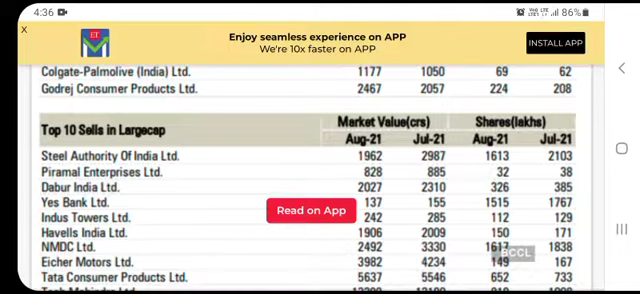 4:36 Vo) LTE 86%
X
ET
M
Enjoy seamless experience on APP
We're 10x faster on APP
INSTALL APP
Colgate-Palmolive (India) Ltd. 1177 1050 69 62
Godrej Consumer Products Ltd. 2467 2057 224 208
Top 10 Sells in Largecap Market Value(crs) Shares(lakhs)
Aug-21 Jul-21 Aug-21 Jul-21
Steel Authority Of India Ltd. 1962 2987 1613 2103
Piramal Enterprises Ltd. 828 885 32 38
Dabur India Ltd. 2027 2310 326 385
Yes Bank Ltd. 137 155 1515 1767
Read on App
Indus Towers Ltd. 242 285 112 129
Havells India Ltd. 1906 2009 150 171
NMDC Ltd. 2492 3330 1617 1838
BCCL
Eicher Motors Ltd. 3982 4234 149 167
Tata Consumer Products Ltd. 5637 5546 652 733